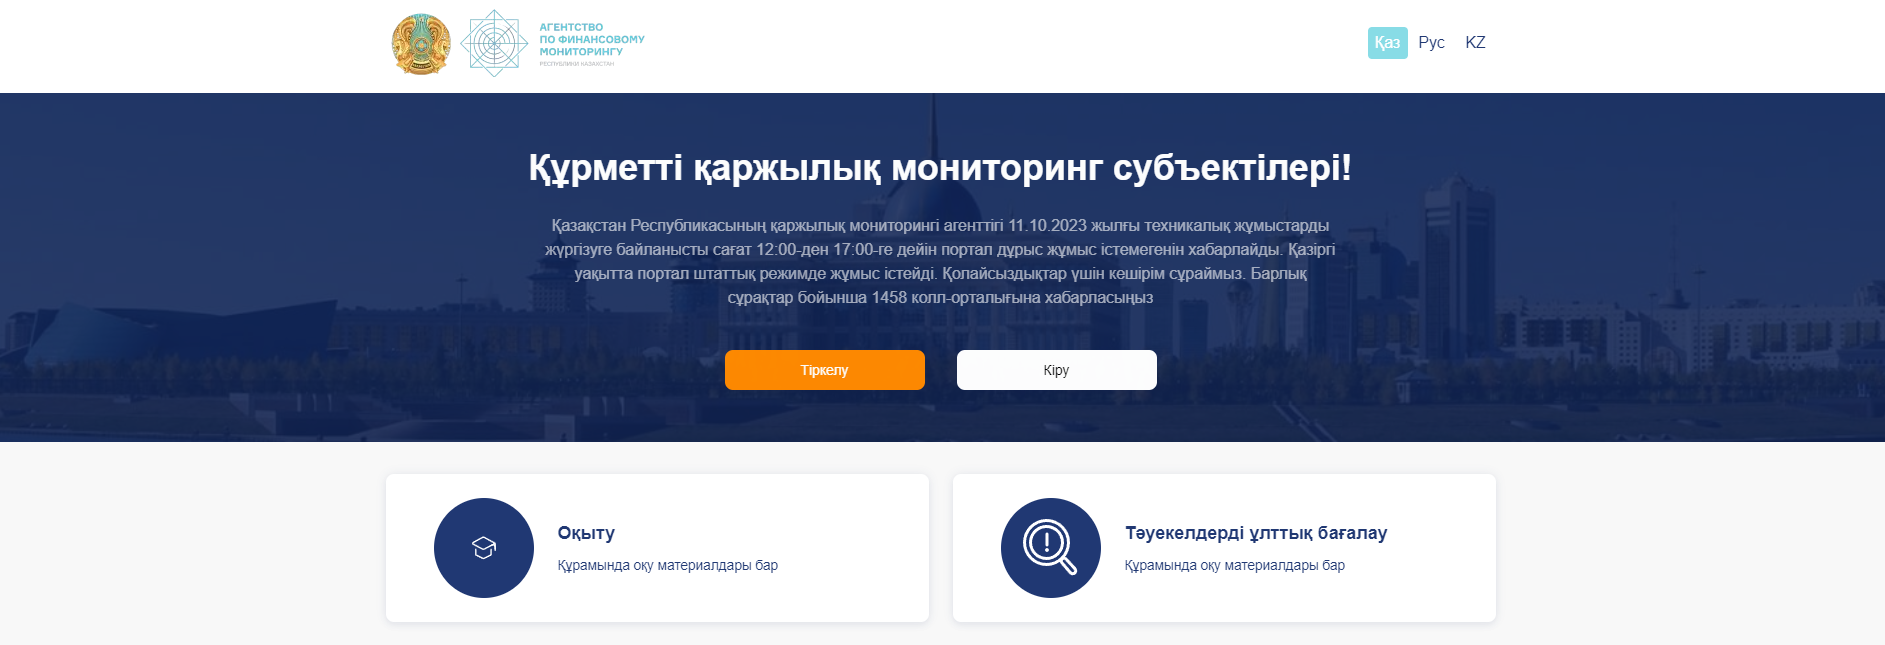 АГЕНТСТВО
ПО ФИНАНСОВОМУ
МОНИТОРИНГУ
РЕСПУБЛИКИ КАЗАХСТАН
Қаз Рус KZ
Құрметті қаржылық мониторинг субъектілері!
Қазақстан Республикасының қаржылық мониторингі агенттігі 11.10.2023 жылғы техникалық жұмыстарды
жүргізуге байланысты сағат 12:00-ден 17:00-ге дейін портал дұрыс жұмыс істемегенін хабарлайды. Қазіргі
уақытта портал штаттық режимде жұмыс істейді. Қолайсыздықтар үшін кешірім сұраймыз. Барлық
сұрақтар бойынша 1458 колл-орталығына хабарласыңыз
Тіркелу
Кіру
Оқыту
Құрамында оқу материалдары бар
Тәуекелдерді ұлттық бағалау
Құрамында оқу материалдары бар